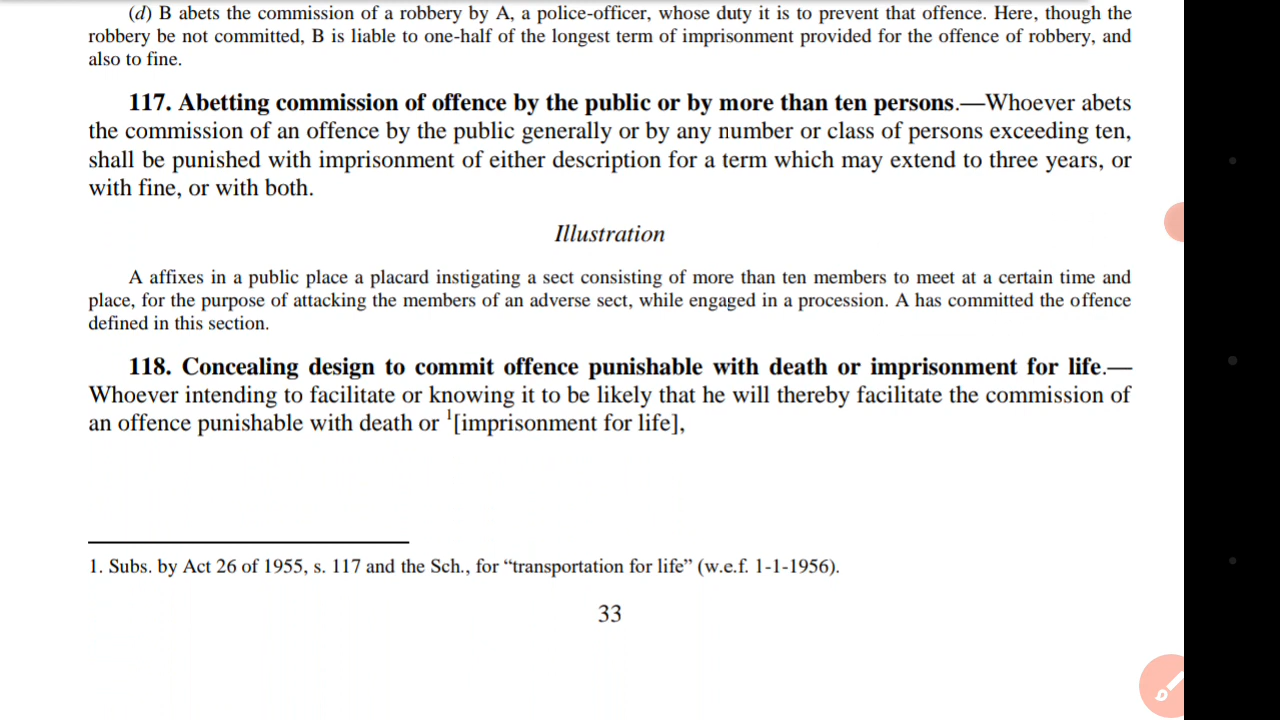 (d) B abets the commission of a robbery by A, a police-officer, whose duty it is to prevent that offence. Here, though the
robbery be not committed, B is liable to one-half of the longest term of imprisonment provided for the offence of robbery, and
also to fine.
117. Abetting commission of offence by the public or by more than ten persons.—Whoever abets
the commission of an offence by the public generally or by any number or class of persons exceeding ten,
shall be punished with imprisonment of either description for a term which may extend to three years, or
with fine, or with both.
Illustration
A affixes in a public place a placard instigating a sect consisting of more than ten members to meet at a certain time and
place, for the purpose of attacking the members of an adverse sect, while engaged in a procession. A has committed the offence
defined in this section.
118. Concealing design to commit offence punishable with death or imprisonment for life.—
Whoever intending to facilitate or knowing it to be likely that he will thereby facilitate the commission of
an offence punishable with death or 1[imprisonment for life],
1. Subs. by Act 26 of 1955, s. 117 and the Sch., for “transportation for life” (w.e.f. 1-1-1956).
33